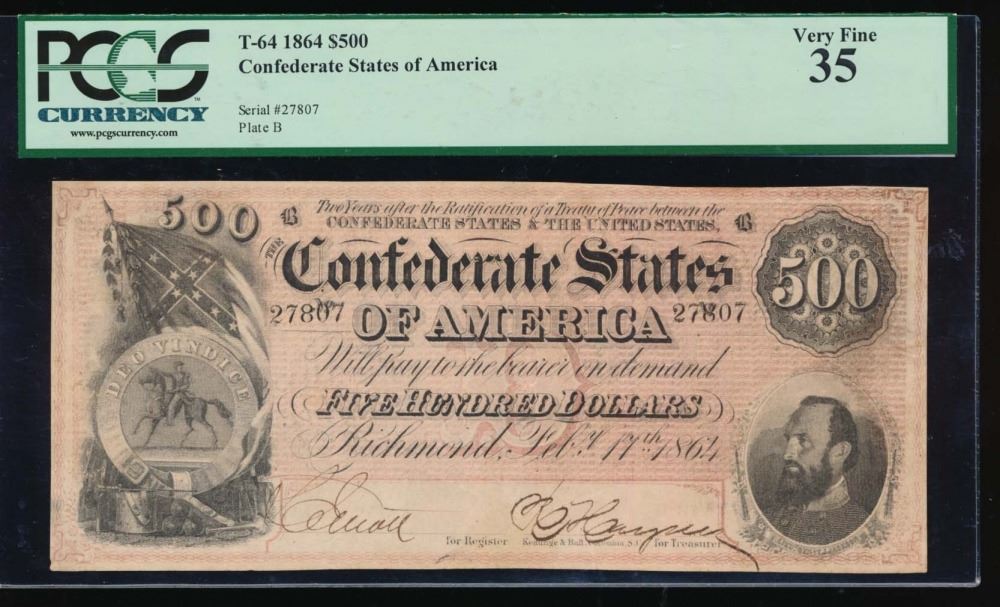 PCGS
CURRENCY
www.pcgscurrency.com
T-64 1864 $500
Confederate States of America
Serial #27807
Plate B
Very Fine
35
500
B
Two Years after the Ratification of a Treaty of Peace between the
CONFEDERATE STATES & THE UNITED STATES,
B
THE
Confederate States
500
27807
OF AMERICA
27807
DEO VINDICE
Will pay to the bearer on demand
FIVE HUNDRED DOLLARS
Richmond, Feby. 17th. 1864
for Register
Keatinge & Ball, Columbia, S.C.
for Treasurer